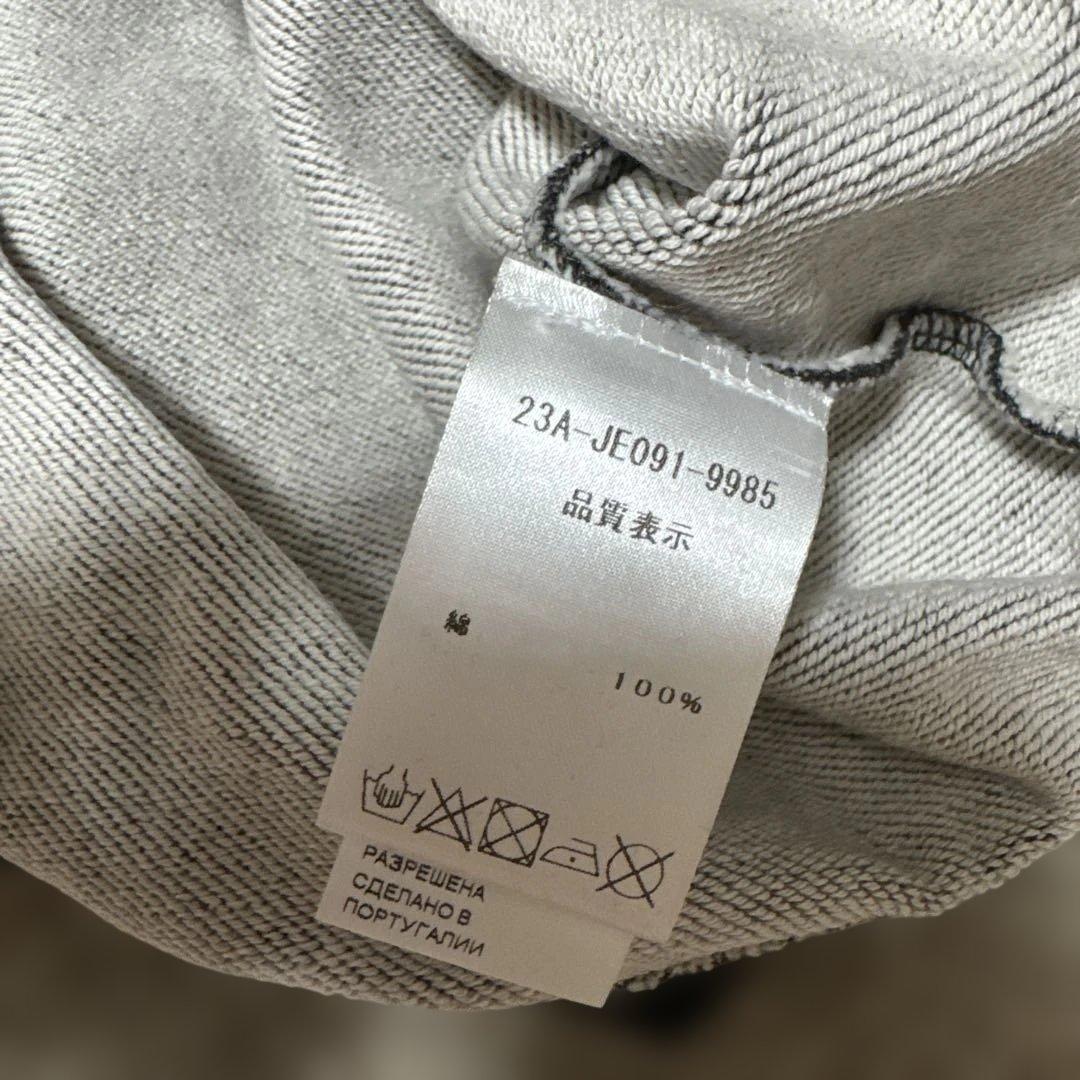 23A-JE091-9985
品質表示
綿
100%
РАЗРЕШЕНА
СДЕЛАНО В
ПОРТУГАЛИИ